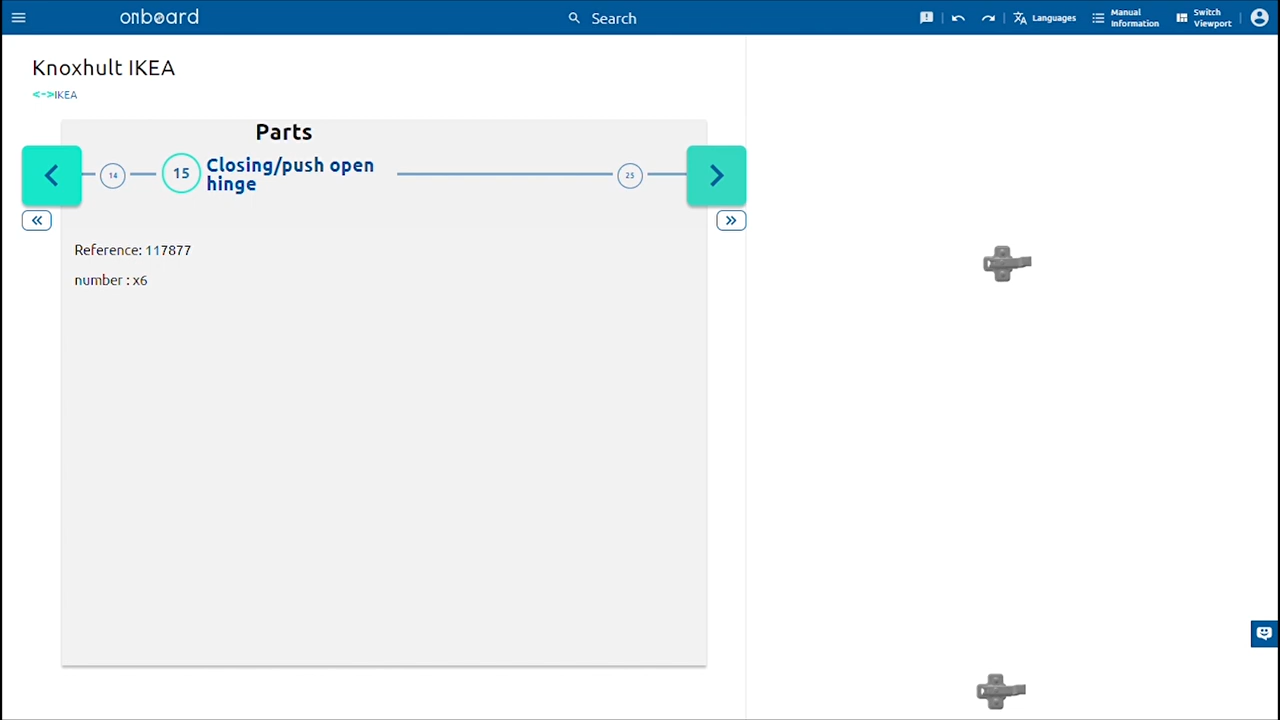 onboard
Search
Languages
Manual
Information
Switch
Viewport
Knoxhult IKEA
<->IKEA
Parts
14
15
Closing/push open
hinge
25
Reference: 117877
number : x6